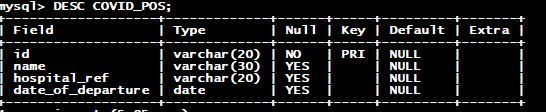 mysql> DESC COVID_POS;
+-------------------+-------------+------+-----+---------+-------+
| Field             | Type        | Null | Key | Default | Extra |
+-------------------+-------------+------+-----+---------+-------+
| id                | varchar(20) | NO   | PRI | NULL    |       |
| name              | varchar(30) | YES  |     | NULL    |       |
| hospital_ref      | varchar(20) | YES  |     | NULL    |       |
| date_of_departure | date        | YES  |     | NULL    |       |
+-------------------+-------------+------+-----+---------+-------+